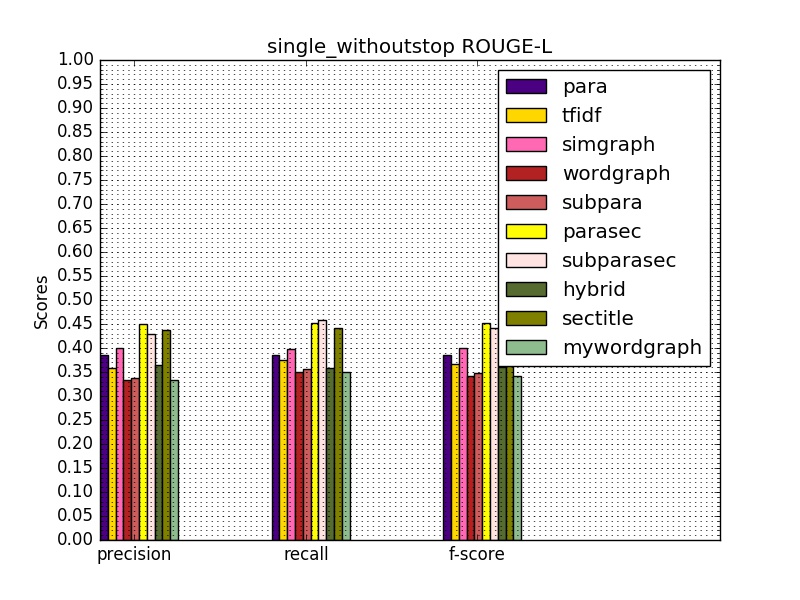 single_withoutstop ROUGE-L
1.00
0.95
0.90
0.85
0.80
0.75
0.70
0.65
0.60
0.55
0.50
0.45
0.40
0.35
0.30
0.25
0.20
0.15
0.10
0.05
0.00
Scores
para
tfidf
simgraph
wordgraph
subpara
parasec
subparasec
hybrid
sectitle
mywordgraph
precision recall f-score